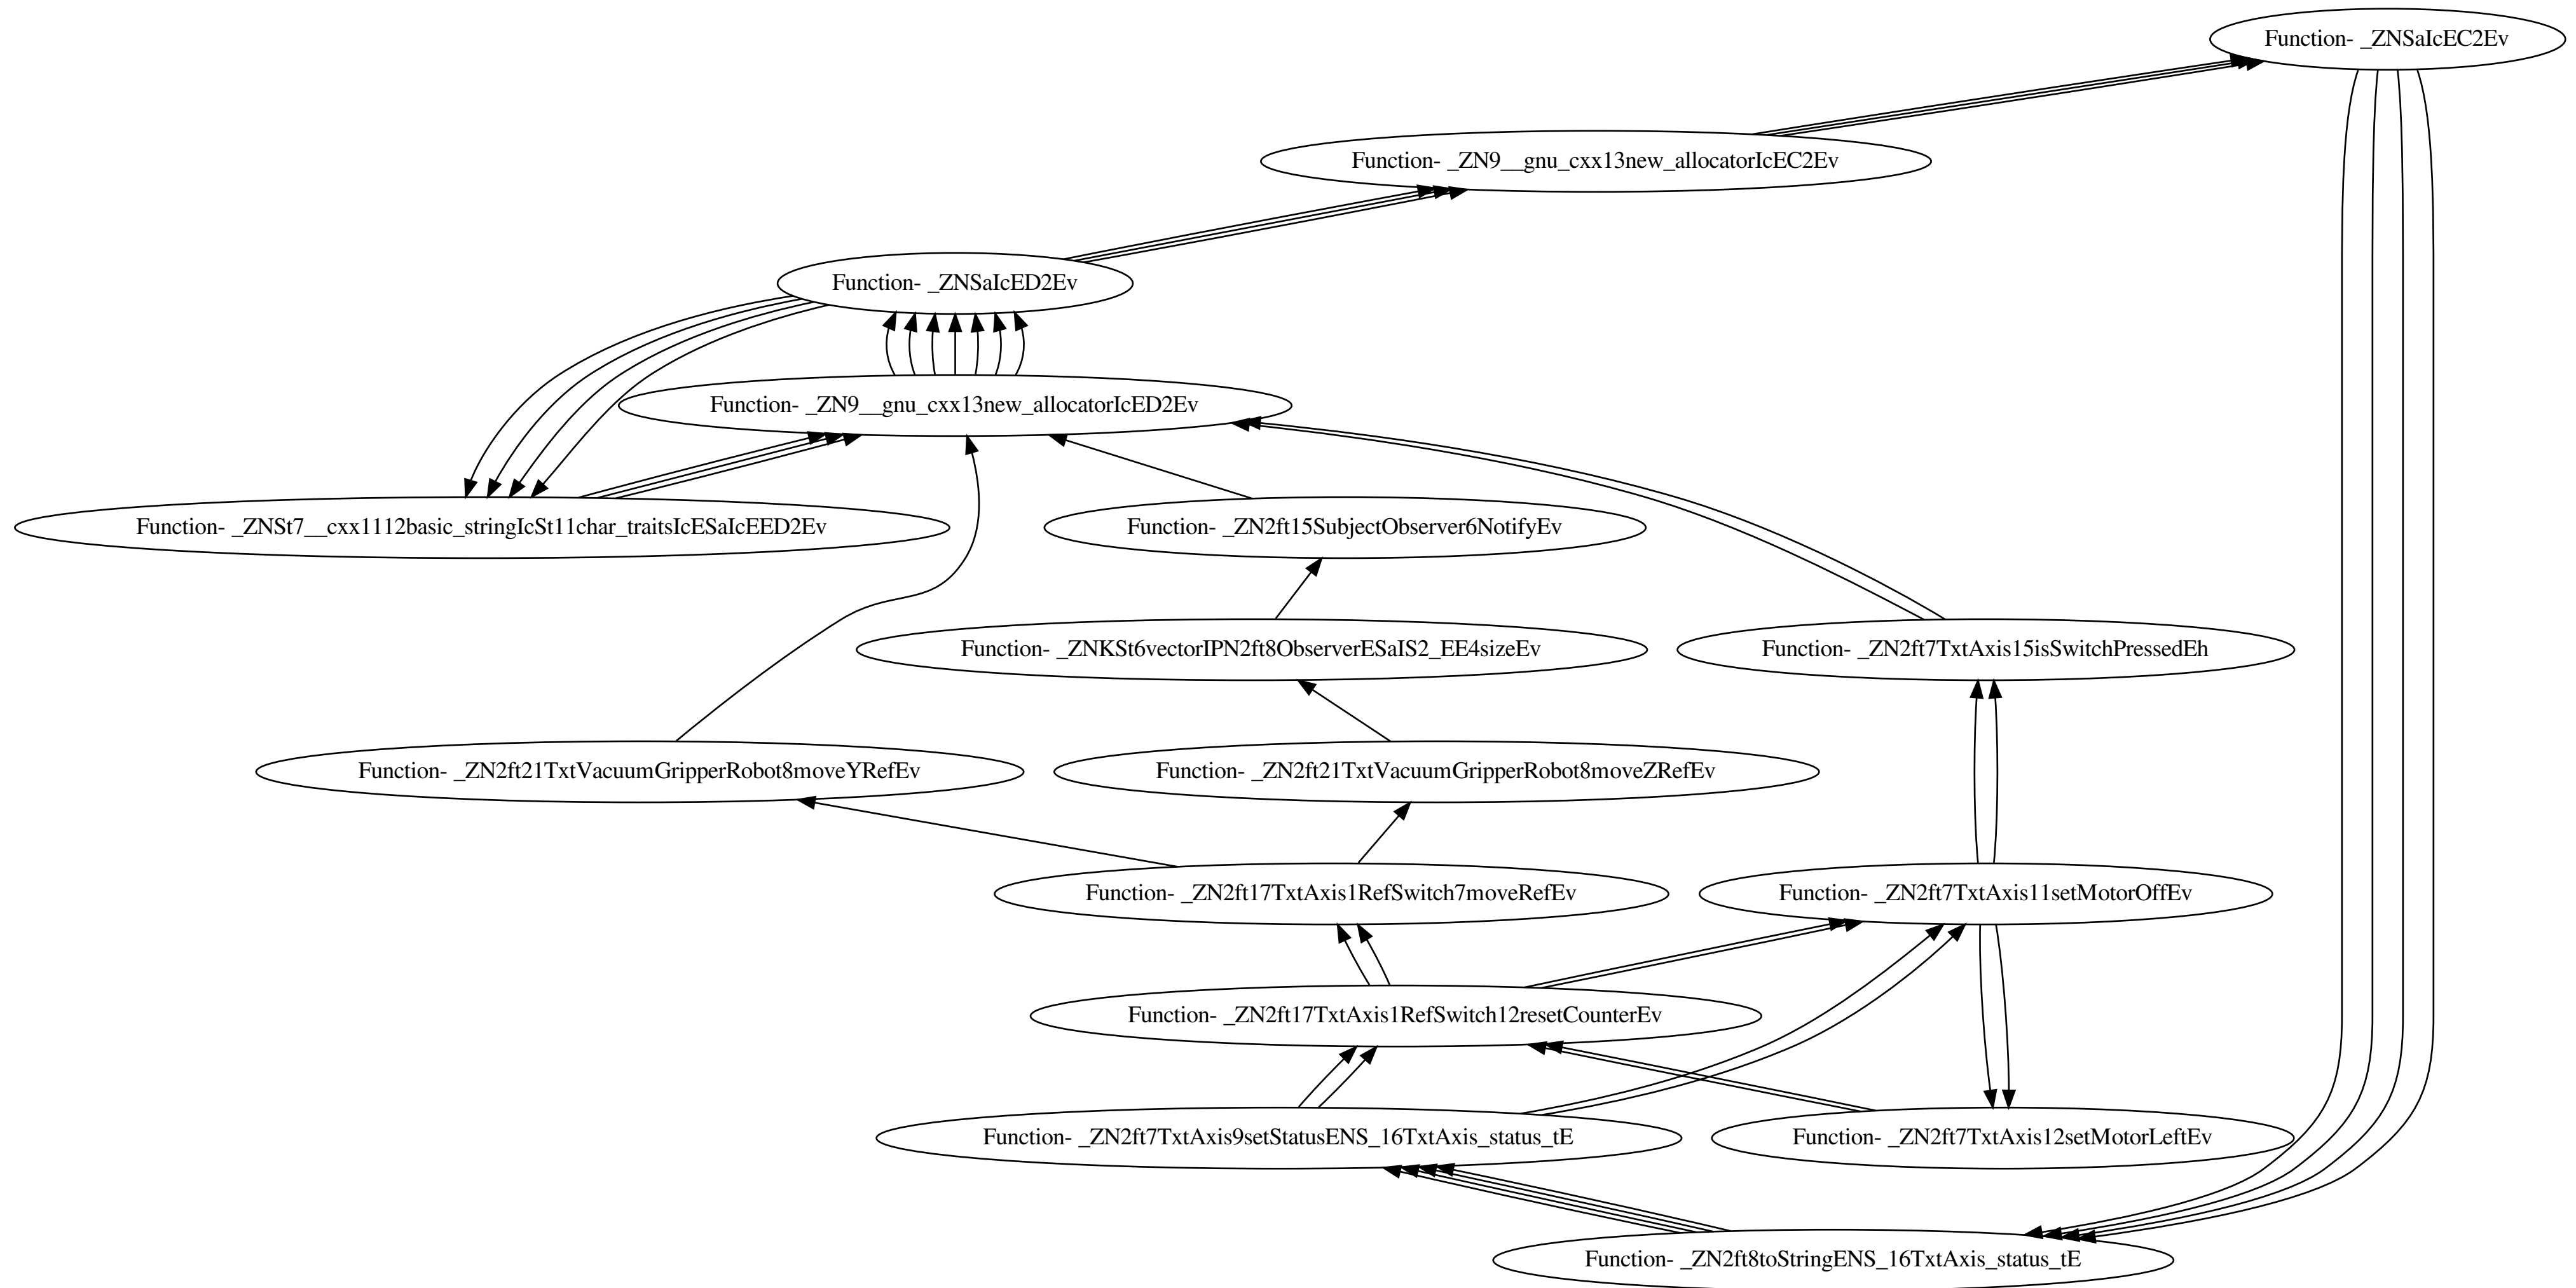 Function- _ZNSaIcEC2Ev
Function- _ZN9__gnu_cxx13new_allocatorIcEC2Ev
Function- _ZNSaIcED2Ev
Function- _ZN9__gnu_cxx13new_allocatorIcED2Ev
Function- _ZNSt7__cxx1112basic_stringIcSt11char_traitsIcESaIcEED2Ev
Function- _ZN2ft15SubjectObserver6NotifyEv
Function- _ZNKSt6vectorIPN2ft8ObserverESaIS2_EE4sizeEv
Function- _ZN2ft7TxtAxis15isSwitchPressedEh
Function- _ZN2ft21TxtVacuumGripperRobot8moveYRefEv
Function- _ZN2ft21TxtVacuumGripperRobot8moveZRefEv
Function- _ZN2ft17TxtAxis1RefSwitch7moveRefEv
Function- _ZN2ft7TxtAxis11setMotorOffEv
Function- _ZN2ft17TxtAxis1RefSwitch12resetCounterEv
Function- _ZN2ft7TxtAxis9setStatusENS_16TxtAxis_status_tE
Function- _ZN2ft7TxtAxis12setMotorLeftEv
Function- _ZN2ft8toStringENS_16TxtAxis_status_tE